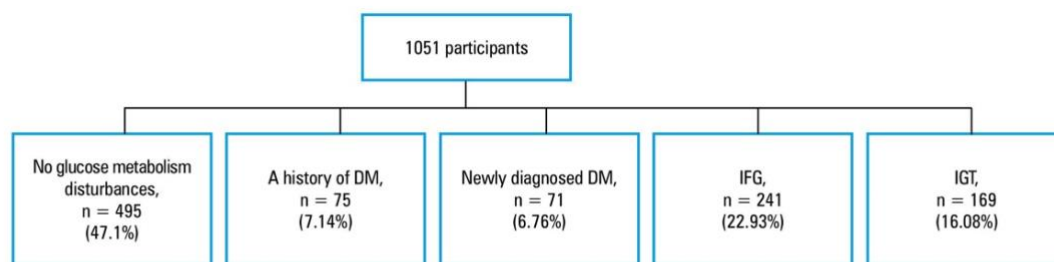 1051 participants
No glucose metabolism
disturbances,
n = 495
(47.1%)
A history of DM,
n = 75
(7.14%)
Newly diagnosed DM,
n = 71
(6.76%)
IFG,
n = 241
(22.93%)
IGT,
n = 169
(16.08%)